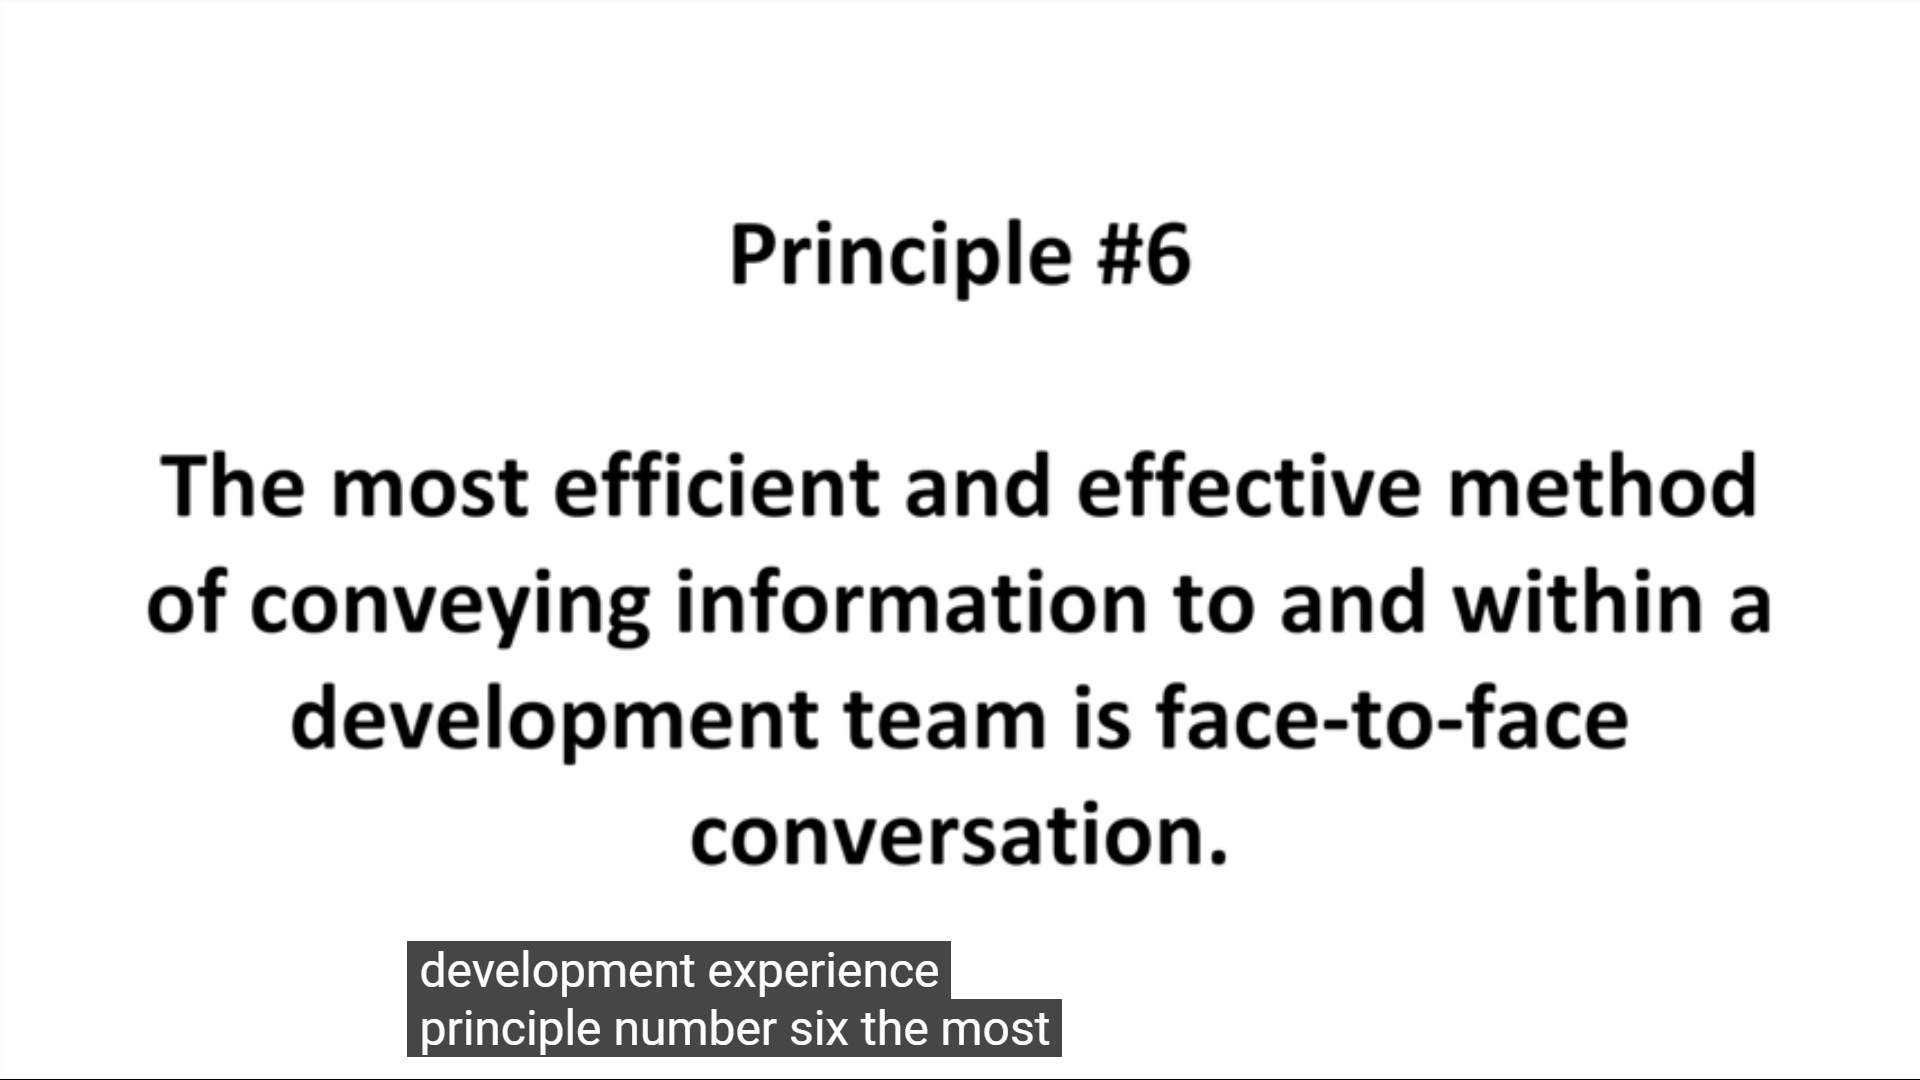 Principle #6
The most efficient and effective method
of conveying information to and within a
development team is face-to-face
conversation.
development experience
principle number six the most